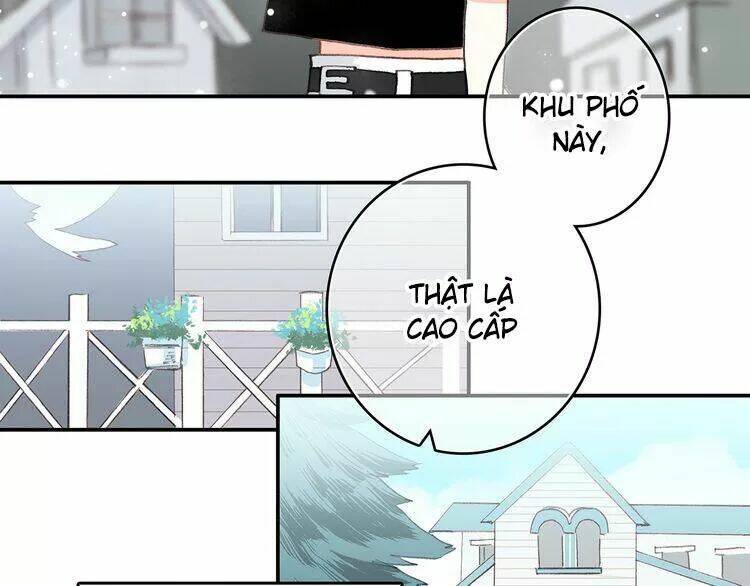 KHU PHỐ
NÀY,
THẬT LÀ
CAO CẤP